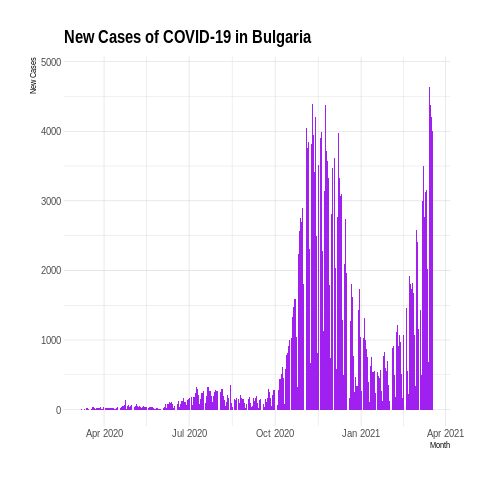 New Cases of COVID-19 in Bulgaria
New Cases
5000
4000
3000
2000
1000
0
Apr 2020 Jul 2020 Oct 2020 Jan 2021 Apr 2021
Month